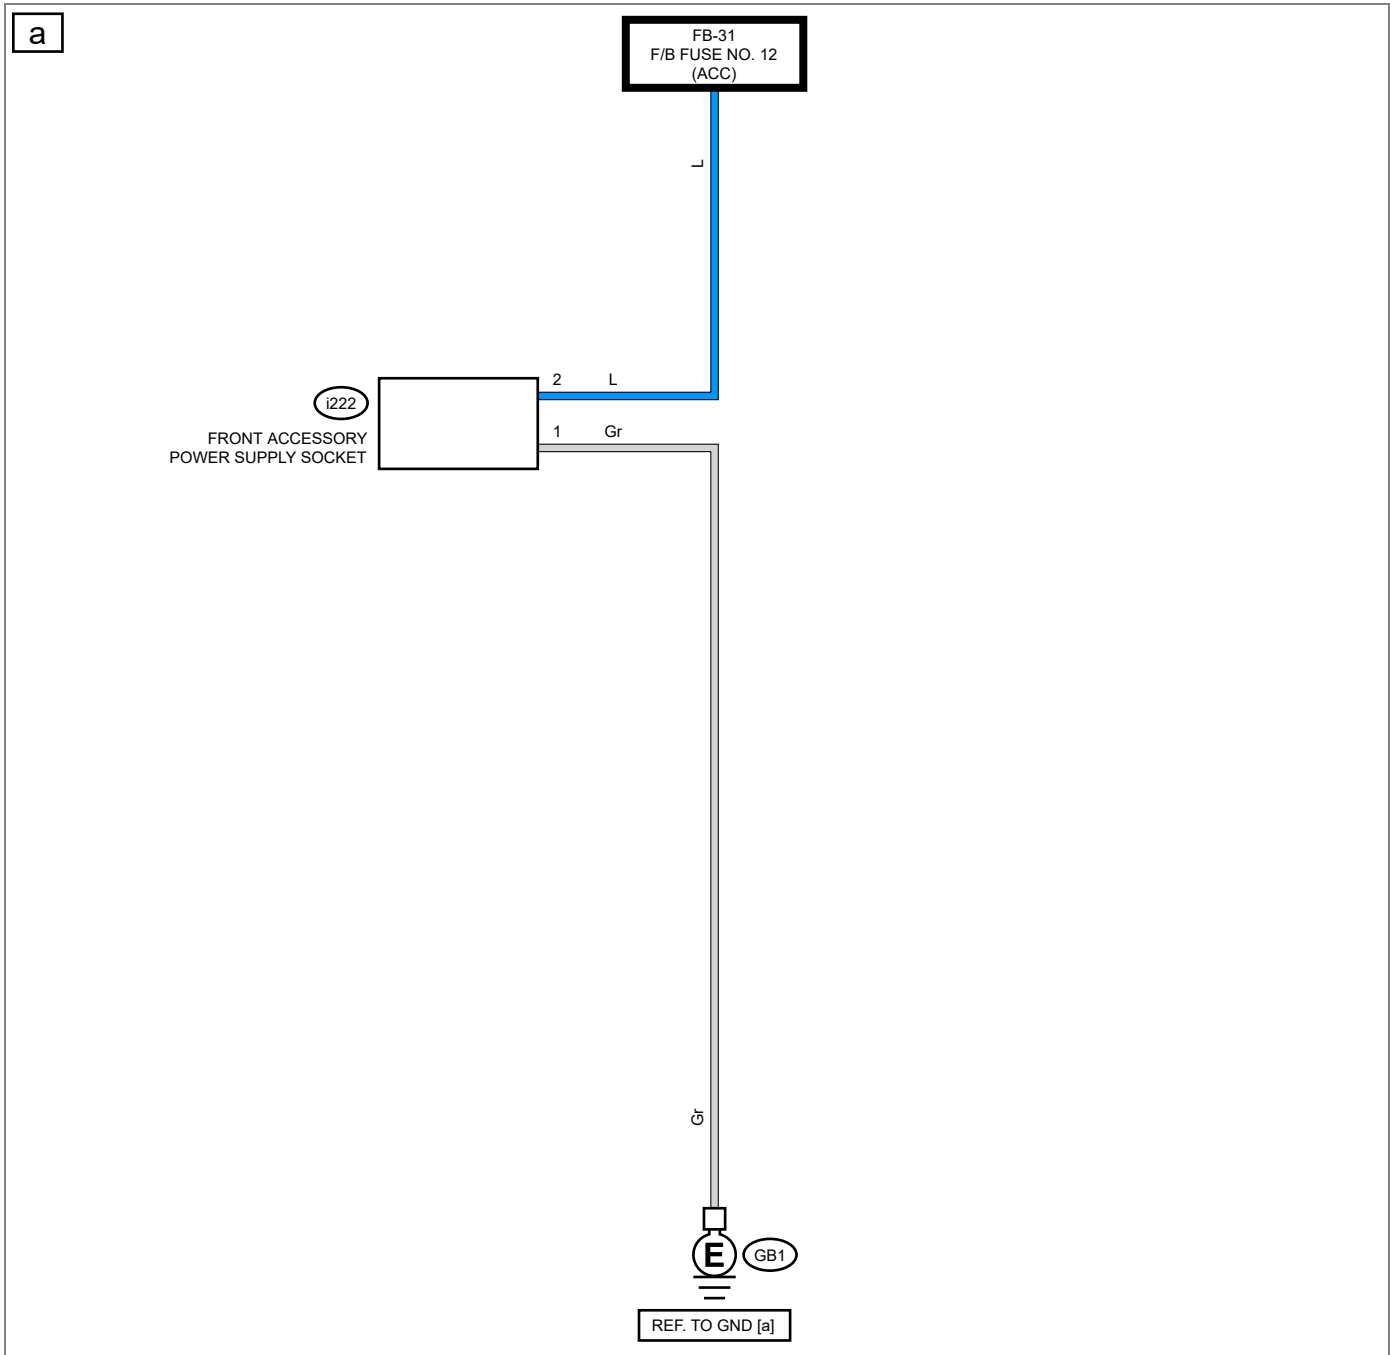 a
FB-31
F/B FUSE NO. 12
(ACC)
L
2 L
i222
1 Gr
FRONT ACCESSORY
POWER SUPPLY SOCKET
Gr
E
GB1
REF. TO GND [a]